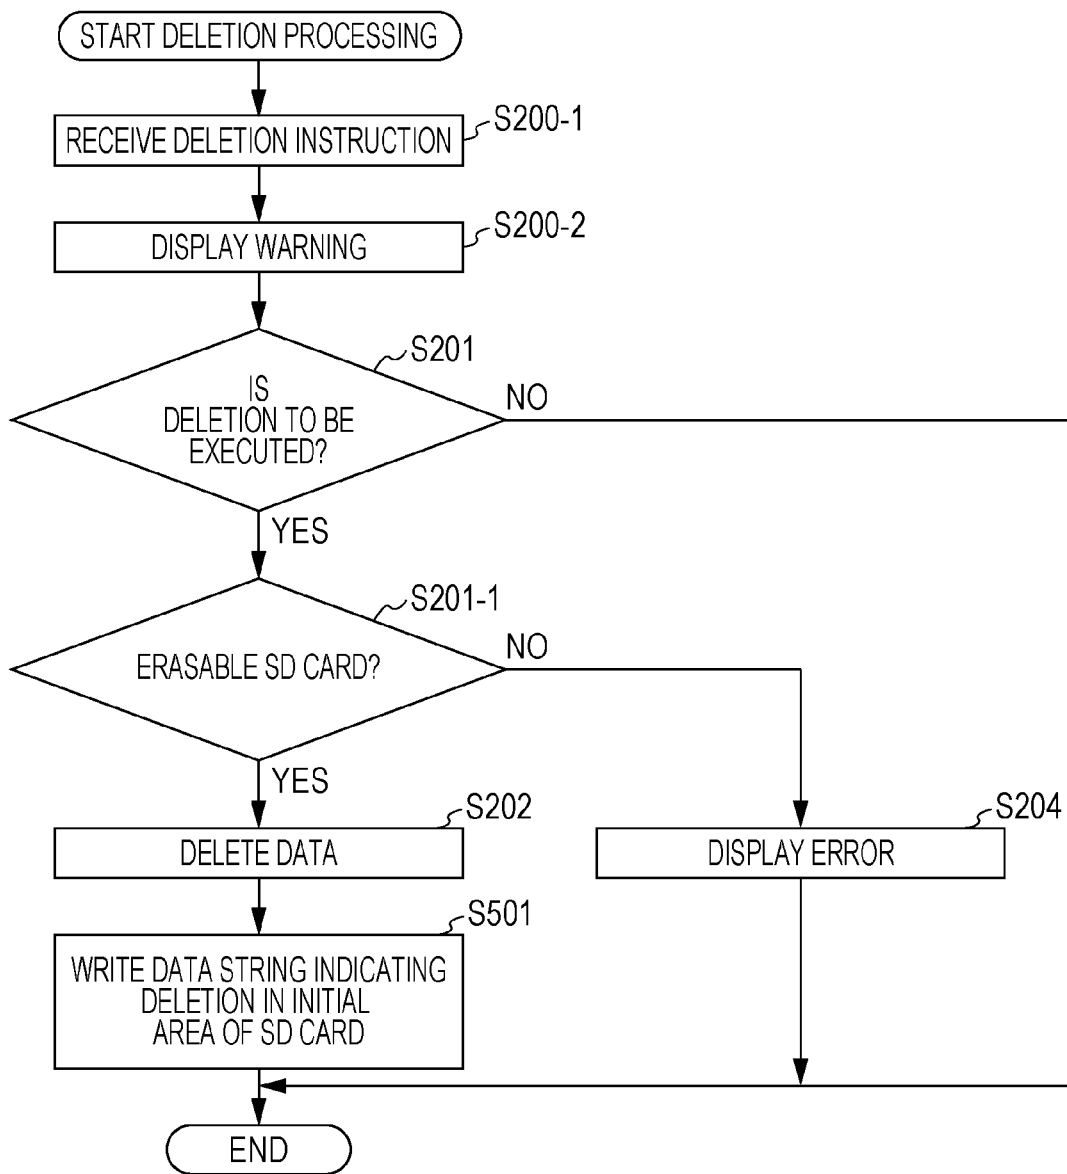 START DELETION PROCESSING
S200-1
RECEIVE DELETION INSTRUCTION
S200-2
DISPLAY WARNING
S201
IS
DELETION TO BE
EXECUTED?
NO
YES
S201-1
ERASABLE SD CARD?
NO
YES
S202
DELETE DATA
S204
DISPLAY ERROR
S501
WRITE DATA STRING INDICATING
DELETION IN INITIAL
AREA OF SD CARD
END